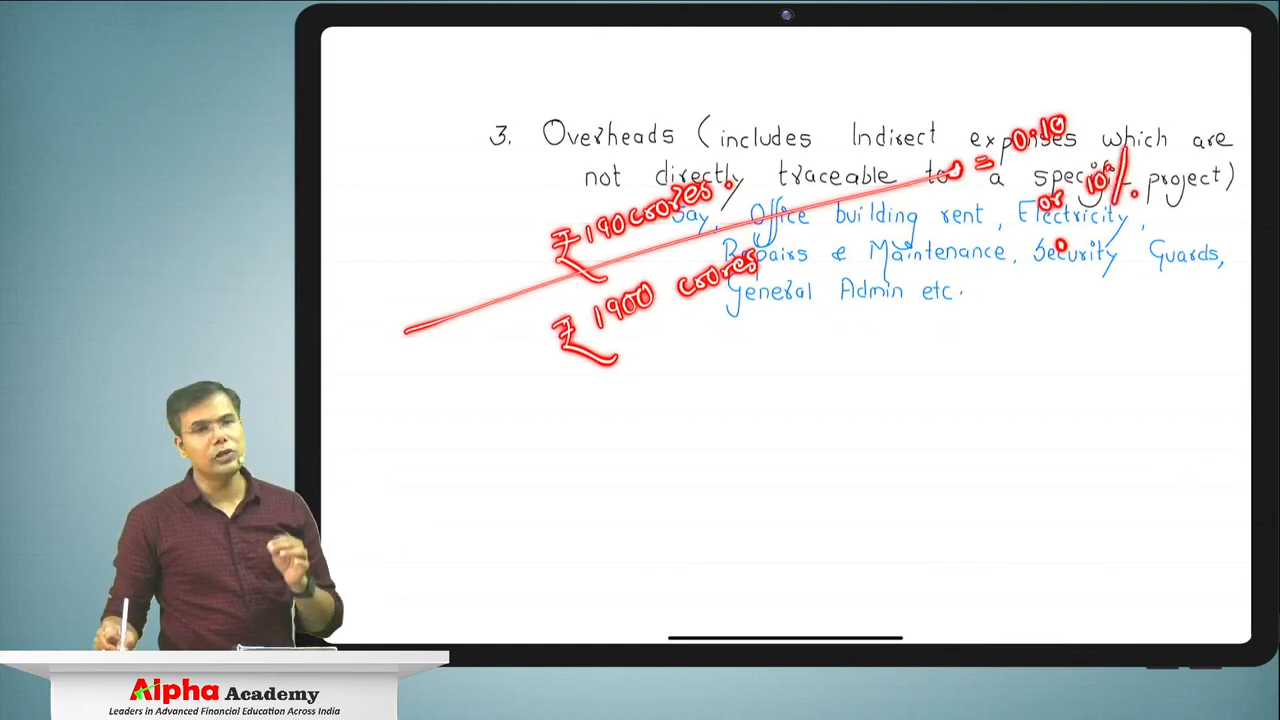 3. Overheads (includes Indirect expenses which are
not directly traceable to a specific project)
Say, Office building rent, Electricity,
Repairs & Maintenance, Security Guards,
General Admin etc.
₹190 crores.
₹1900 crores
= 0.10
or 10%.
Alpha Academy
Leaders in Advanced Financial Education Across India